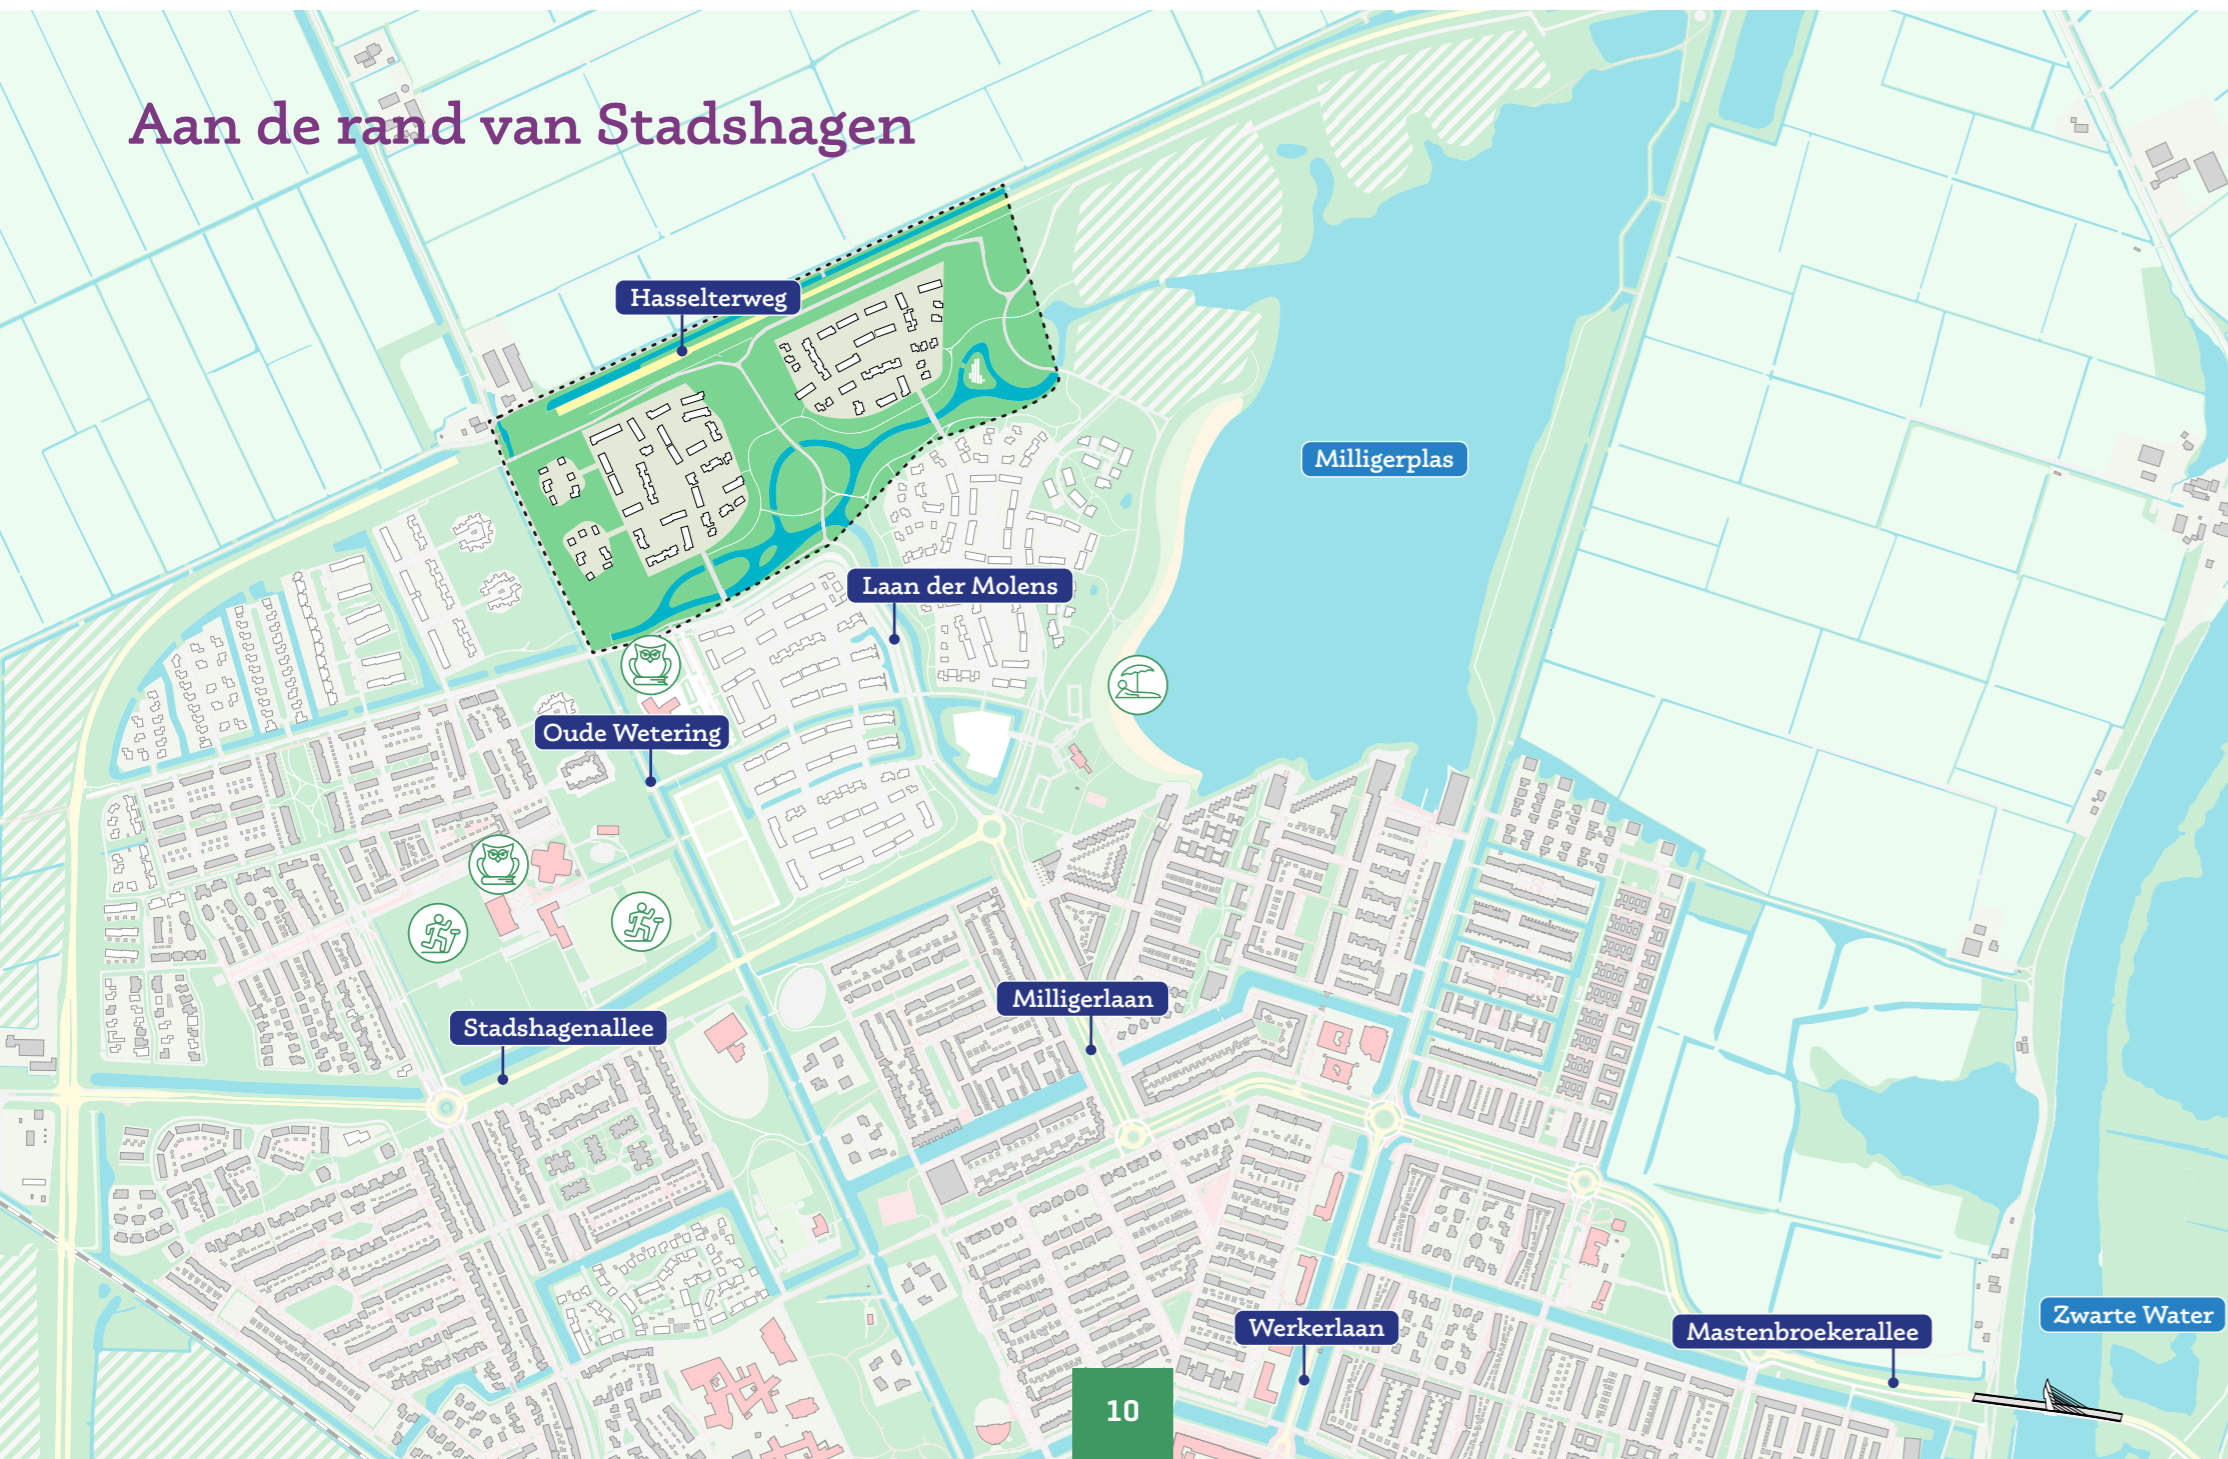 Aan de rand van Stadshagen
Hasselterweg
Milligerplas
Laan der Molens
Oude Wetering
Milligerlaan
Stadshagenallee
Zwarte Water
Werkerlaan
Mastenbroekerallee
10